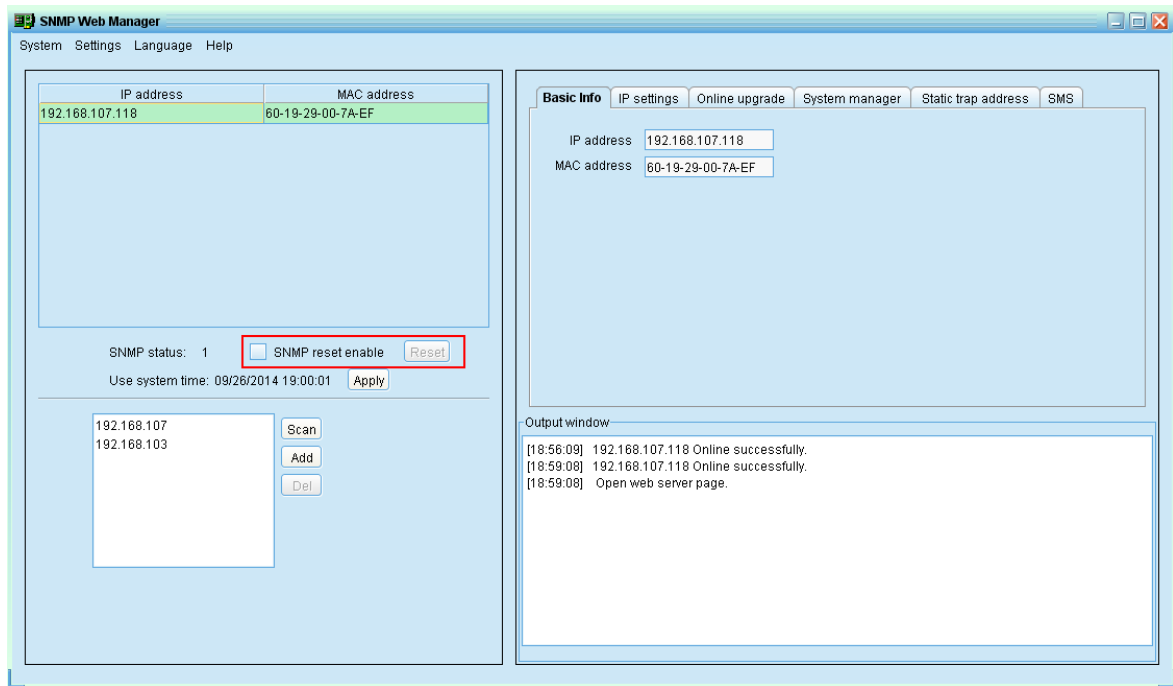 SNMP Web Manager
System Settings Language Help
IP address MAC address
192.168.107.118 60-19-29-00-7A-EF
SNMP status: 1 SNMP reset enable Reset
Use system time: 09/26/2014 19:00:01 Apply
192.168.107
192.168.103
Scan
Add
Del
Basic Info IP settings Online upgrade System manager Static trap address SMS
IP address 192.168.107.118
MAC address 60-19-29-00-7A-EF
Output window
[18:56:09] 192.168.107.118 Online successfully.
[18:59:08] 192.168.107.118 Online successfully.
[18:59:08] Open web server page.